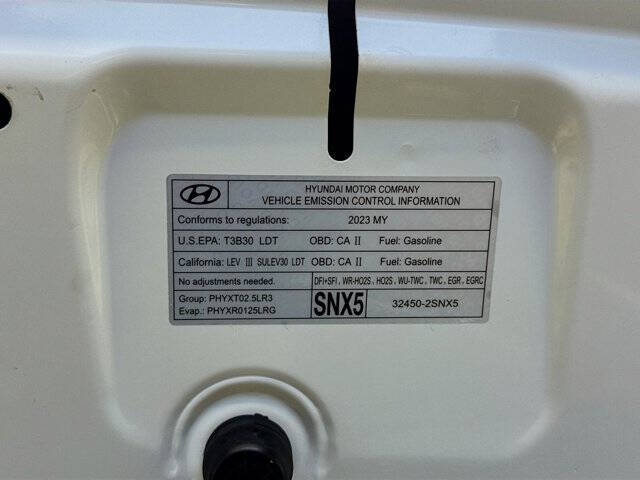 HYUNDAI MOTOR COMPANY
VEHICLE EMISSION CONTROL INFORMATION
Conforms to regulations: 2023 MY
U.S.EPA: T3B30 LDT OBD: CA II Fuel: Gasoline
California: LEV III SULEV30 LDT OBD: CA II Fuel: Gasoline
No adjustments needed. DFI+SFI, WR-HO2S, HO2S, WU-TWC, TWC, EGR, EGRC
Group: PHYXT02.5LR3
Evap.: PHYXR0125LRG
SNX5
32450-2SNX5